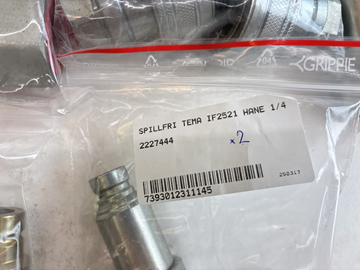 GRIPPIE
SPILLFRI TEMA IF2521 HANE 1/4
2227444
x2
250317
7393012311145